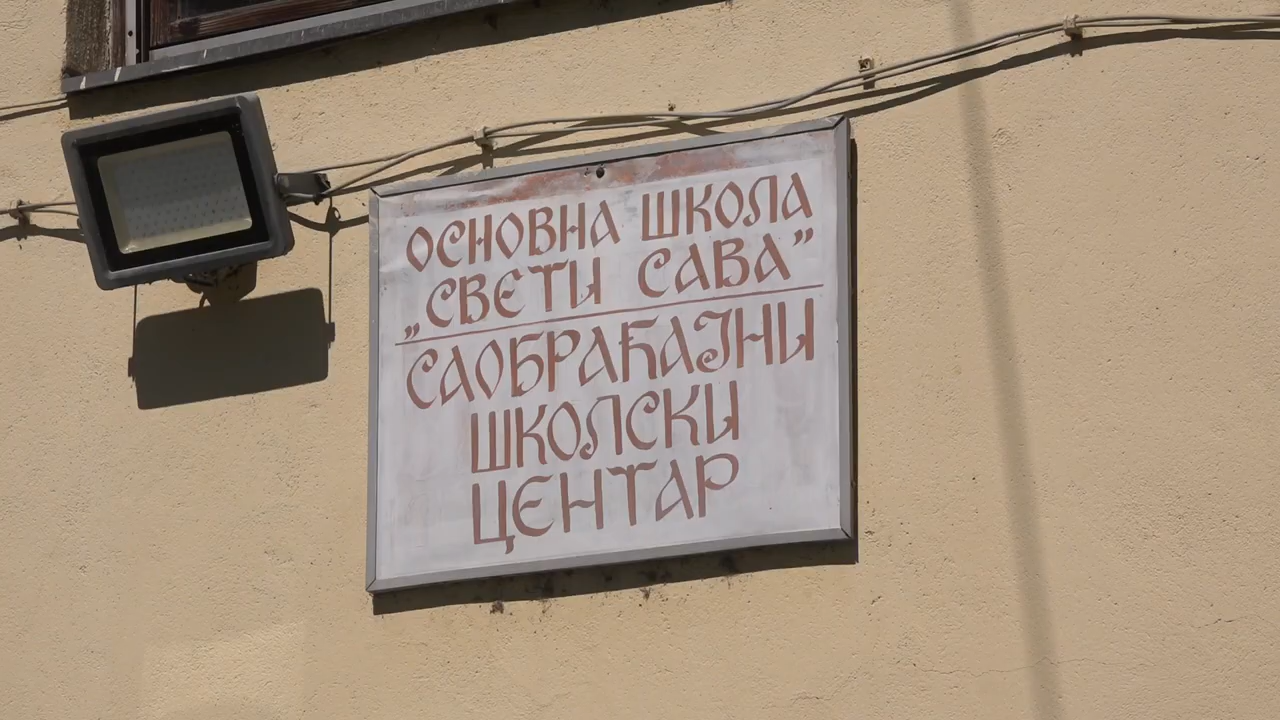 ОСНОВНА ШКОЛА
„СВЕТИ САВА”
САОБРАЋАЈНИ
ШКОЛСКИ
ЦЕНТАР